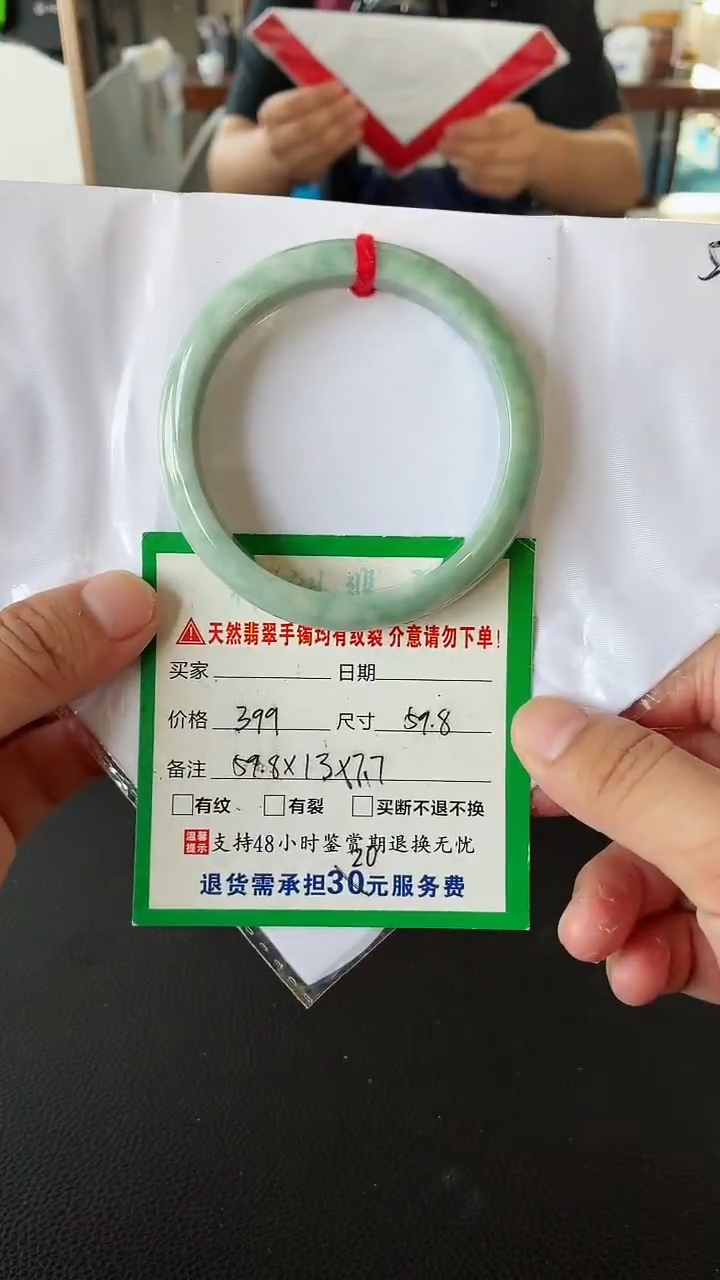 天然翡翠手镯均有纹裂 介意请勿下单!
买家 日期
价格 399 尺寸 59.8
备注 59.8×13×7.7
有纹 有裂 买断不退不换
温馨提示 支持48小时鉴赏期退换无忧
20
退货需承担30元服务费